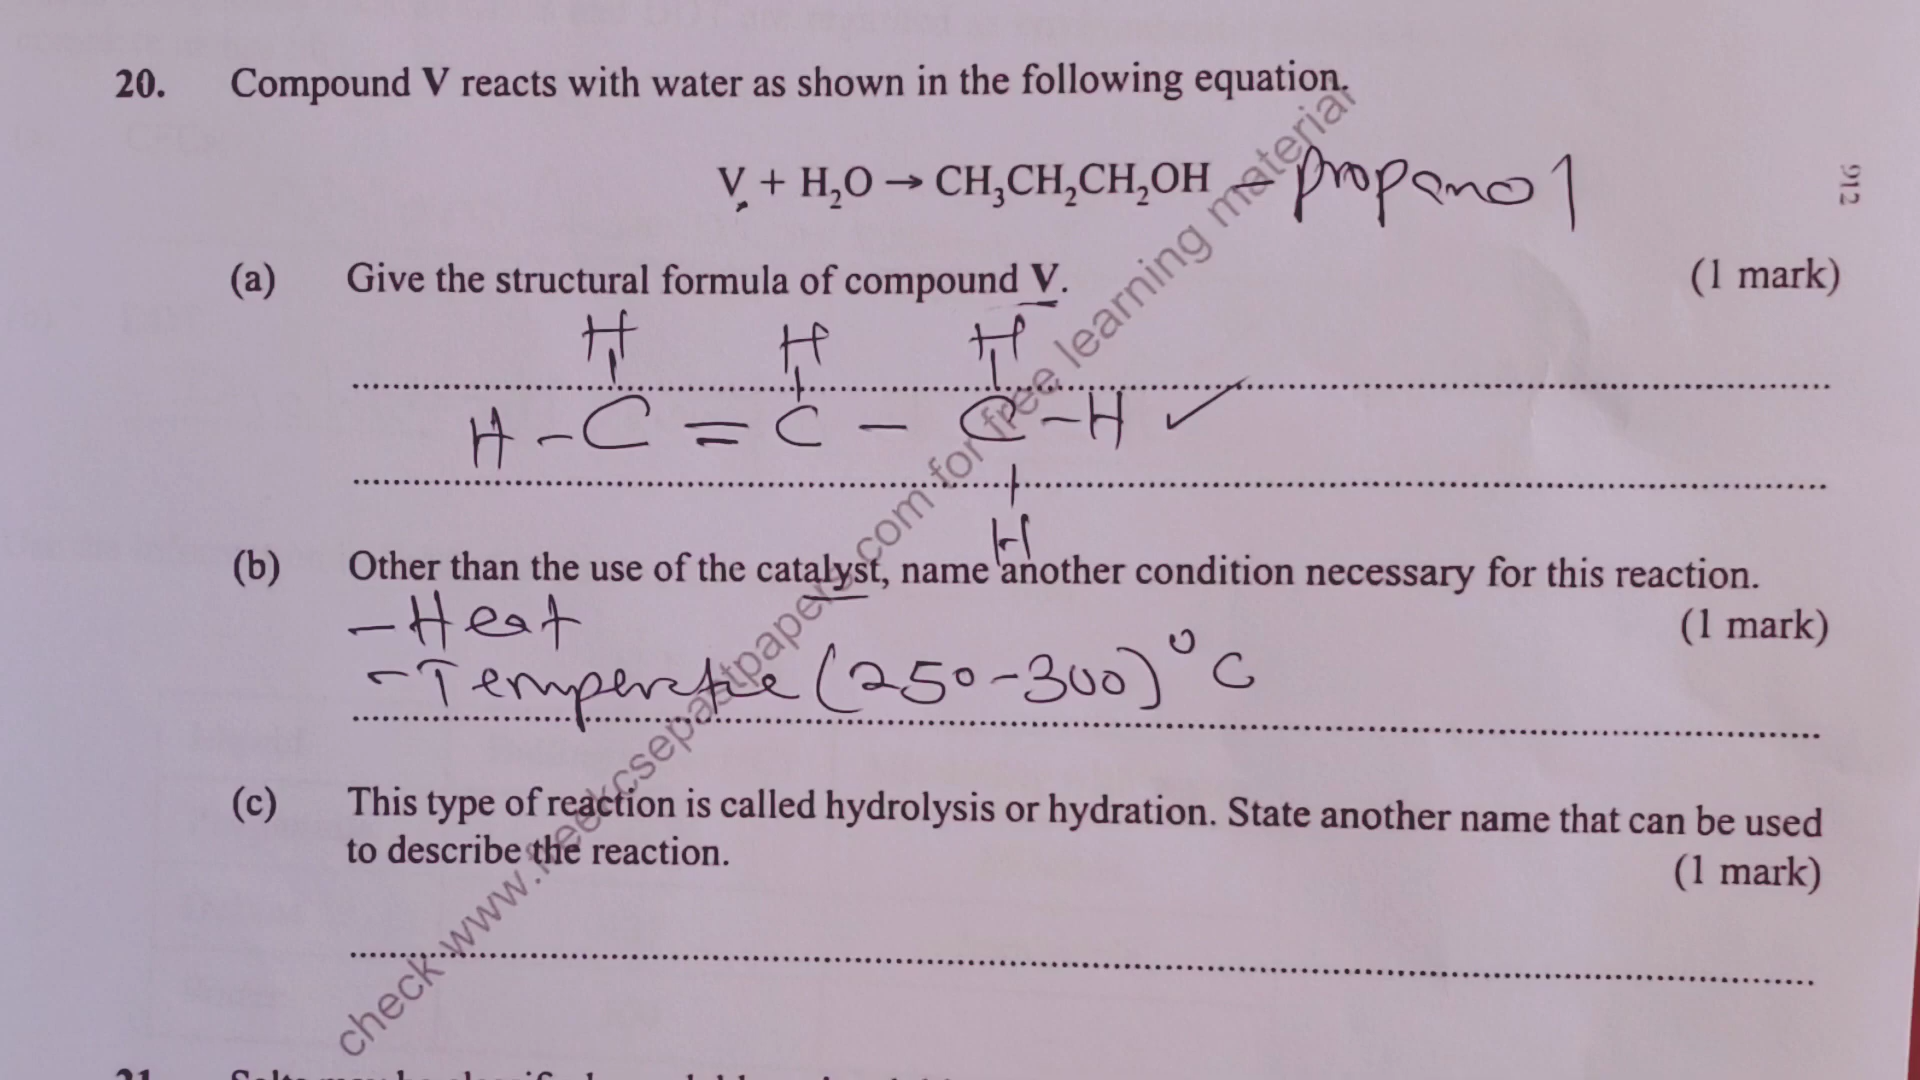 20. Compound V reacts with water as shown in the following equation.
V + H₂O → CH₃CH₂CH₂OH – Propanol
912
(a) Give the structural formula of compound V. (1 mark)
H H H
H - C = C - C - H ✓
H
(b) Other than the use of the catalyst, name another condition necessary for this reaction.
(1 mark)
- Heat
- Temperature (250-300)°C
(c) This type of reaction is called hydrolysis or hydration. State another name that can be used
to describe the reaction.
(1 mark)
check www.freekcsepastpapers.com for free learning material
21.